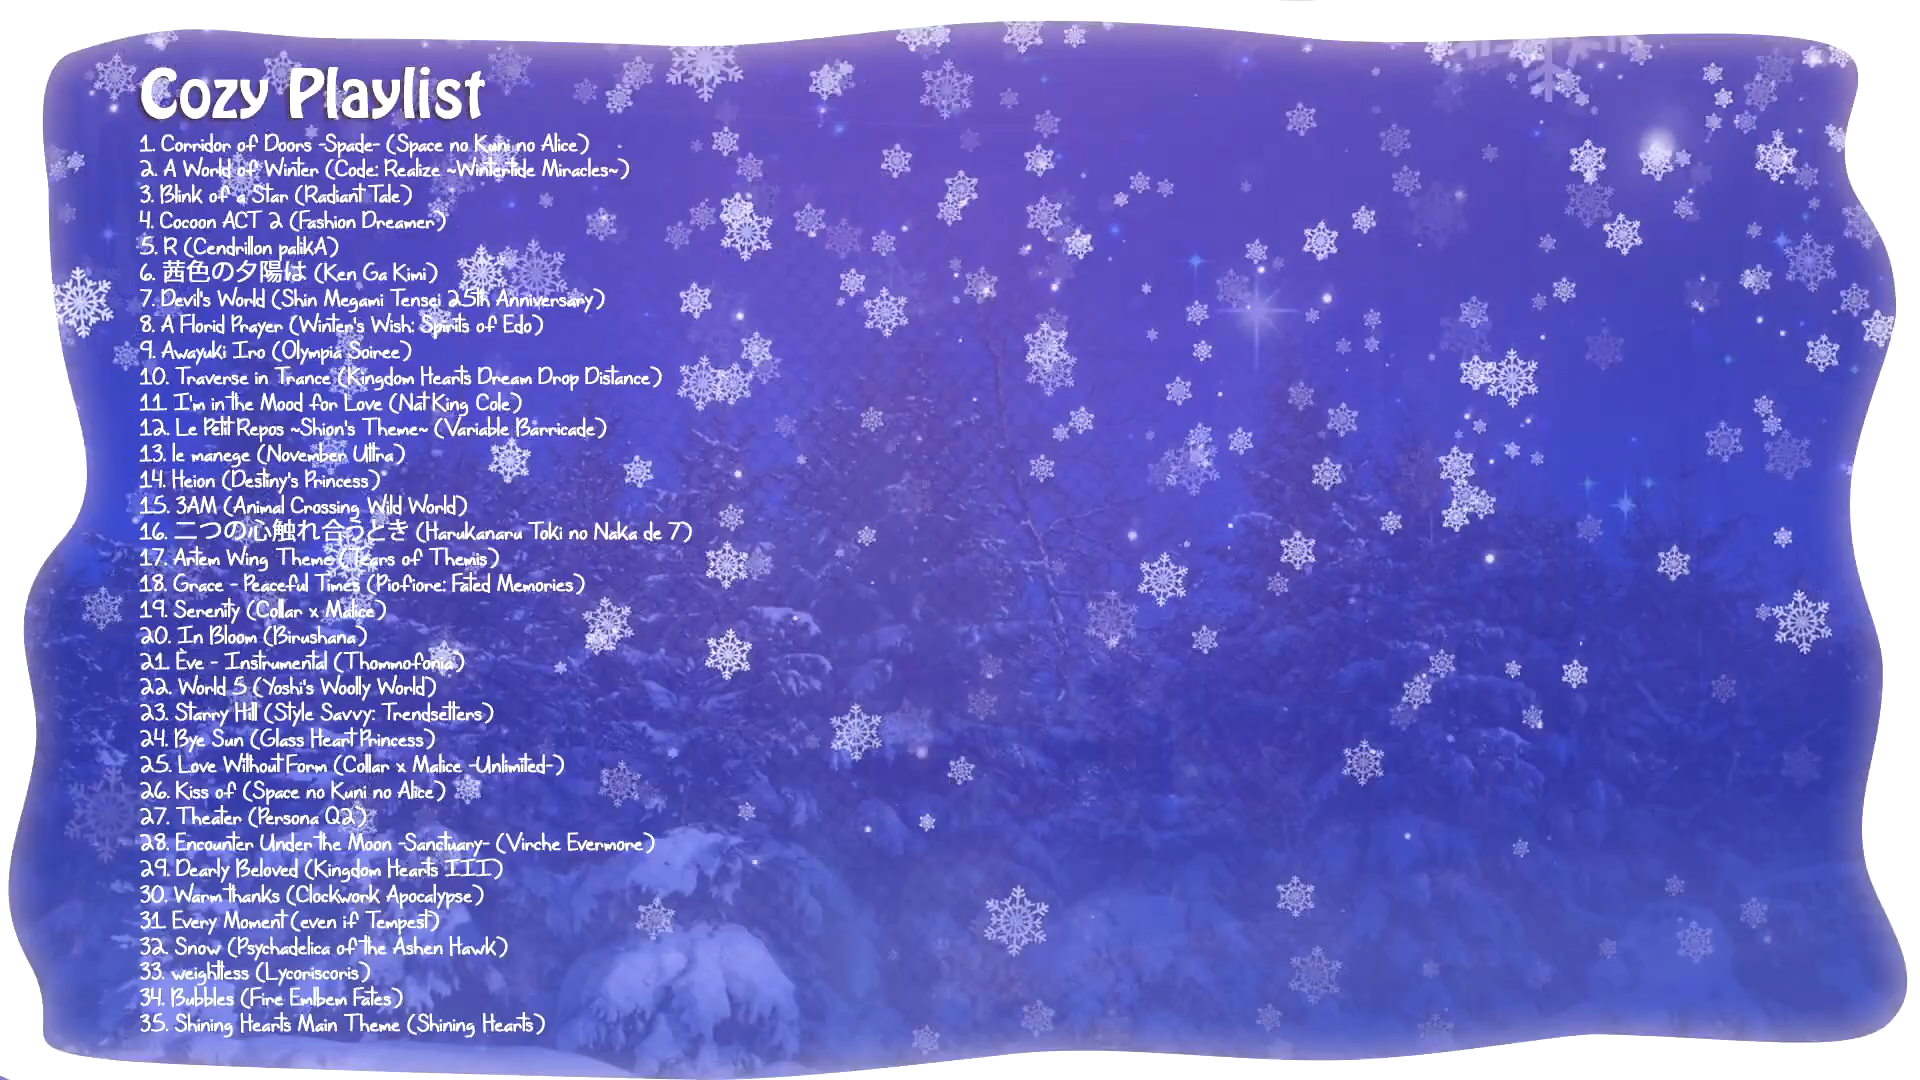 Cozy Playlist
1. Corridor of Doors -Spade- (Space no Kuni no Alice)
2. A World of Winter (Code: Realize ~Wintertide Miracles~)
3. Blink of a Star (Radiant Tale)
4. Cocoon ACT 2 (Fashion Dreamer)
5. R (Cendrillon palikA)
6. 茜色の夕陽は (Ken Ga Kimi)
7. Devil's World (Shin Megami Tensei 25th Anniversary)
8. A Florid Prayer (Winter's Wish: Spirits of Edo)
9. Awayuki Iro (Olympia Soiree)
10. Traverse in Trance (Kingdom Hearts Dream Drop Distance)
11. I'm in the Mood for Love (Nat King Cole)
12. Le Petit Repos ~Shion's Theme~ (Variable Barricade)
13. le manege (November Ultra)
14. Heion (Destiny's Princess)
15. 3AM (Animal Crossing Wild World)
16. 二つの心触れ合うとき (Harukanaru Toki no Naka de 7)
17. Artem Wing Theme (Tears of Themis)
18. Grace - Peaceful Times (Piofiore: Fated Memories)
19. Serenity (Collar x Malice)
20. In Bloom (Birushana)
21. Ève - Instrumental (Thommofonia)
22. World 5 (Yoshi's Woolly World)
23. Starry Hill (Style Savvy: Trendsetters)
24. Bye Sun (Glass Heart Princess)
25. Love Without Form (Collar x Malice -Unlimited-)
26. Kiss of (Space no Kuni no Alice)
27. Theater (Persona Q2)
28. Encounter Under the Moon -Sanctuary- (Virche Evermore)
29. Dearly Beloved (Kingdom Hearts III)
30. Warm thanks (Clockwork Apocalypse)
31. Every Moment (even if Tempest)
32. Snow (Psychadelica of the Ashen Hawk)
33. weightless (Lycoriscoris)
34. Bubbles (Fire Emlbem Fates)
35. Shining Hearts Main Theme (Shining Hearts)